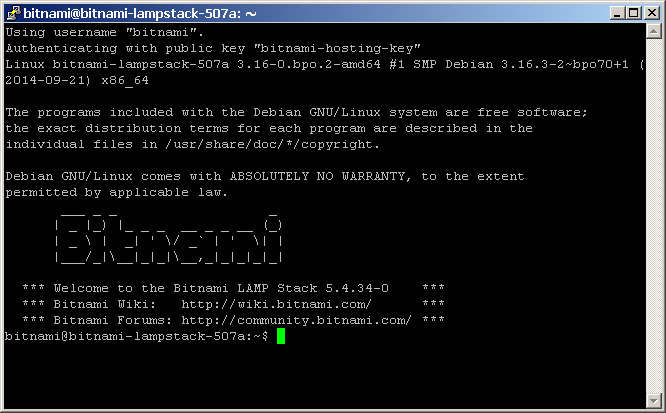 bitnami@bitnami-lampstack-507a: ~
Using username "bitnami".
Authenticating with public key "bitnami-hosting-key"
Linux bitnami-lampstack-507a 3.16-0.bpo.2-amd64 #1 SMP Debian 3.16.3-2~bpo70+1 (
2014-09-21) x86_64
The programs included with the Debian GNU/Linux system are free software;
the exact distribution terms for each program are described in the
individual files in /usr/share/doc/*/copyright.
Debian GNU/Linux comes with ABSOLUTELY NO WARRANTY, to the extent
permitted by applicable law.
Bitnami
*** Welcome to the Bitnami LAMP Stack 5.4.34-0 ***
*** Bitnami Wiki: http://wiki.bitnami.com/ ***
*** Bitnami Forums: http://community.bitnami.com/ ***
bitnami@bitnami-lampstack-507a:~$